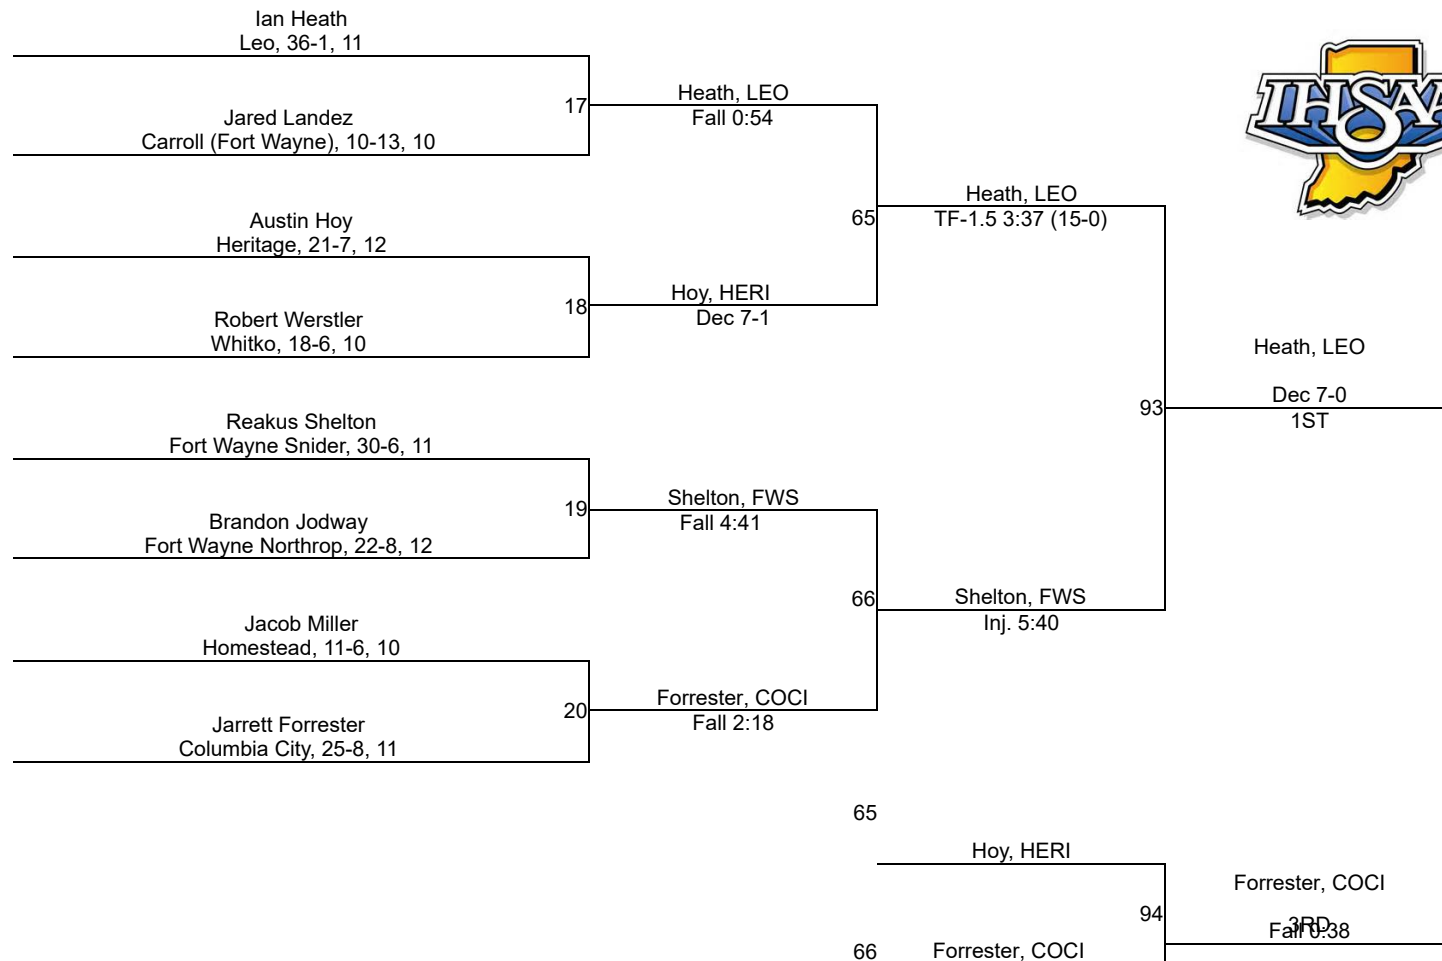 Ian Heath
Leo, 36-1, 11
17
Heath, LEO
Fall 0:54
Jared Landez
Carroll (Fort Wayne), 10-13, 10
IHSAA
65
Heath, LEO
TF-1.5 3:37 (15-0)
Austin Hoy
Heritage, 21-7, 12
18
Hoy, HERI
Dec 7-1
Robert Werstler
Whitko, 18-6, 10
93
Heath, LEO
Dec 7-0
1ST
Reakus Shelton
Fort Wayne Snider, 30-6, 11
19
Shelton, FWS
Fall 4:41
Brandon Jodway
Fort Wayne Northrop, 22-8, 12
66
Shelton, FWS
Inj. 5:40
Jacob Miller
Homestead, 11-6, 10
20
Forrester, COCI
Fall 2:18
Jarrett Forrester
Columbia City, 25-8, 11
65
Hoy, HERI
94
Forrester, COCI
3RD
Fall 0:38
66
Forrester, COCI